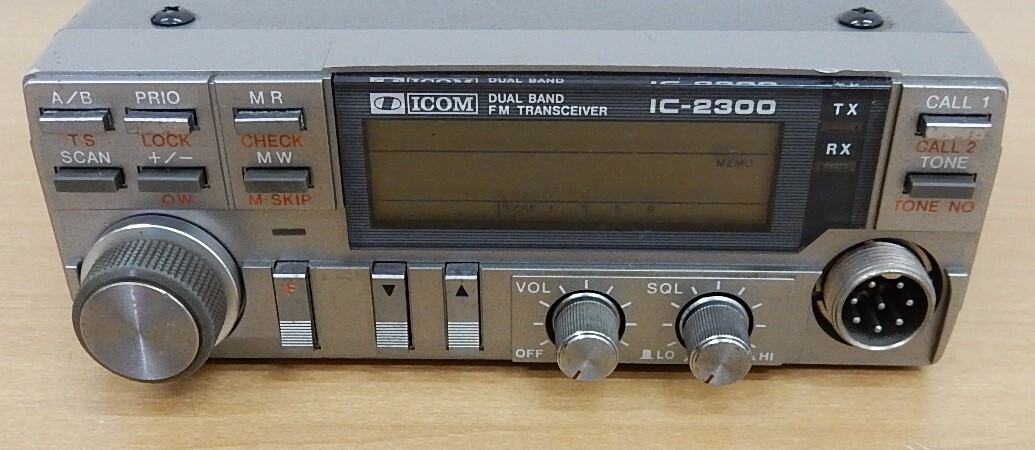 A/B PRIO
TS LOCK
SCAN +/-
OW
MR
CHECK
MW
M·SKIP
ICOM DUAL BAND
FM TRANSCEIVER
IC-2300
TX
RX
MEMO
CALL 1
CALL 2
TONE
TONE NO
F
▼
▲
VOL
OFF
SQL
LO
HI